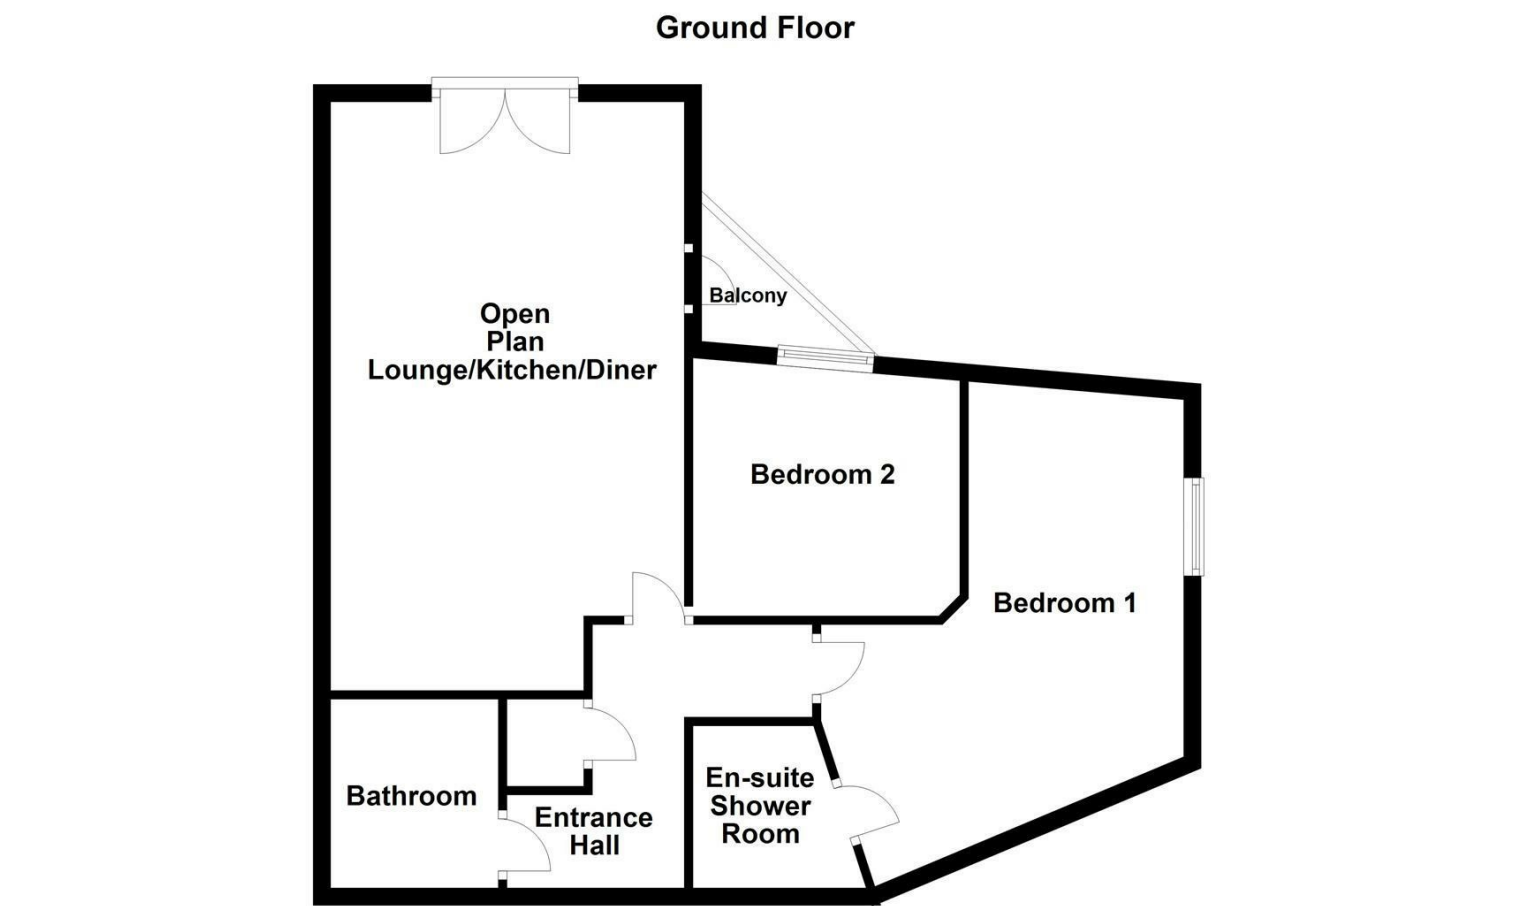 Ground Floor
Balcony
Open
Plan
Lounge/Kitchen/Diner
Bedroom 2
Bedroom 1
Bathroom
Entrance
Hall
En-suite
Shower
Room